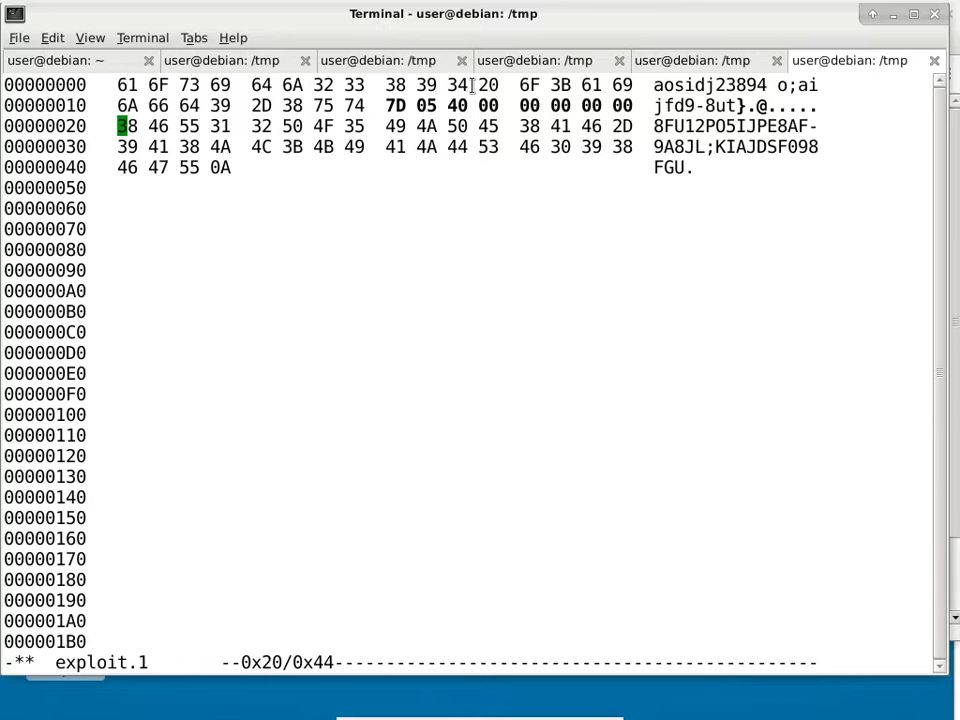 Terminal - user@debian: /tmp
File Edit View Terminal Tabs Help
user@debian: ~ user@debian: /tmp user@debian: /tmp user@debian: /tmp user@debian: /tmp user@debian: /tmp
00000000 61 6F 73 69 64 6A 32 33 38 39 34 20 6F 3B 61 69 aosidj23894 o;ai
00000010 6A 66 64 39 2D 38 75 74 7D 05 40 00 00 00 00 00 jfd9-8ut}.@.....
00000020 38 46 55 31 32 50 4F 35 49 4A 50 45 38 41 46 2D 8FU12PO5IJPE8AF-
00000030 39 41 38 4A 4C 3B 4B 49 41 4A 44 53 46 30 39 38 9A8JL;KIAJDSF098
00000040 46 47 55 0A FGU.
00000050
00000060
00000070
00000080
00000090
000000A0
000000B0
000000C0
000000D0
000000E0
000000F0
00000100
00000110
00000120
00000130
00000140
00000150
00000160
00000170
00000180
00000190
000001A0
000001B0
-** exploit.1 --0x20/0x44-----------------------------------------------